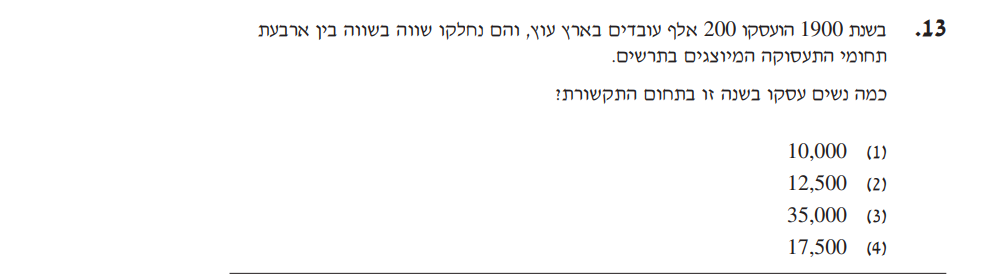 13. בשנת 1900 הועסקו 200 אלף עובדים בארץ עוץ, והם נחלקו שווה בשווה בין ארבעת
תחומי התעסוקה המיוצגים בתרשים.
כמה נשים עסקו בשנה זו בתחום התקשורת?
(1) 10,000
(2) 12,500
(3) 35,000
(4) 17,500